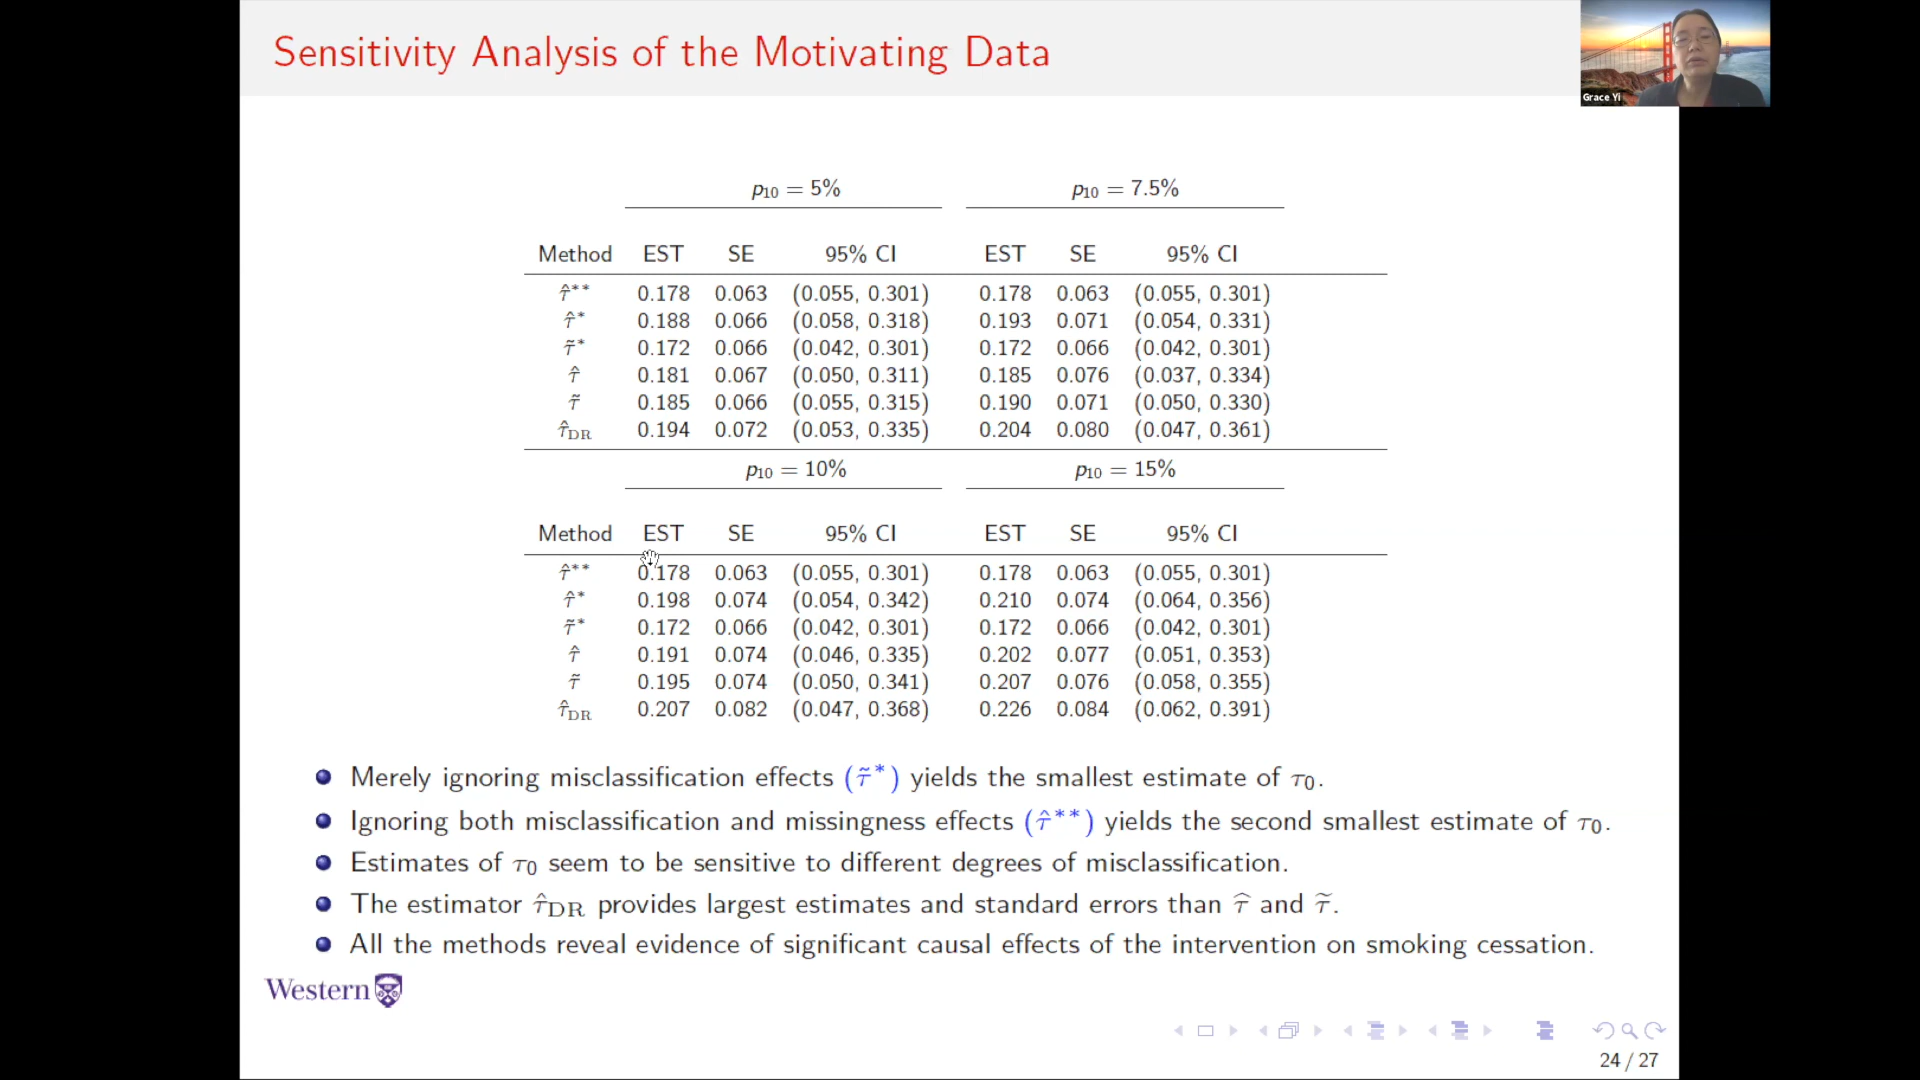 Sensitivity Analysis of the Motivating Data
Grace Yi
p₁₀ = 5% p₁₀ = 7.5%
Method EST SE 95% CI EST SE 95% CI
τ̂** 0.178 0.063 (0.055, 0.301) 0.178 0.063 (0.055, 0.301)
τ̂* 0.188 0.066 (0.058, 0.318) 0.193 0.071 (0.054, 0.331)
τ̃* 0.172 0.066 (0.042, 0.301) 0.172 0.066 (0.042, 0.301)
τ̂ 0.181 0.067 (0.050, 0.311) 0.185 0.076 (0.037, 0.334)
τ̃ 0.185 0.066 (0.055, 0.315) 0.190 0.071 (0.050, 0.330)
τ̂_DR 0.194 0.072 (0.053, 0.335) 0.204 0.080 (0.047, 0.361)
p₁₀ = 10% p₁₀ = 15%
Method EST SE 95% CI EST SE 95% CI
τ̂** 0.178 0.063 (0.055, 0.301) 0.178 0.063 (0.055, 0.301)
τ̂* 0.198 0.074 (0.054, 0.342) 0.210 0.074 (0.064, 0.356)
τ̃* 0.172 0.066 (0.042, 0.301) 0.172 0.066 (0.042, 0.301)
τ̂ 0.191 0.074 (0.046, 0.335) 0.202 0.077 (0.051, 0.353)
τ̃ 0.195 0.074 (0.050, 0.341) 0.207 0.076 (0.058, 0.355)
τ̂_DR 0.207 0.082 (0.047, 0.368) 0.226 0.084 (0.062, 0.391)
Merely ignoring misclassification effects (τ̃*) yields the smallest estimate of τ₀.
Ignoring both misclassification and missingness effects (τ̂**) yields the second smallest estimate of τ₀.
Estimates of τ₀ seem to be sensitive to different degrees of misclassification.
The estimator τ̂_DR provides largest estimates and standard errors than τ̂ and τ̃.
All the methods reveal evidence of significant causal effects of the intervention on smoking cessation.
Western
24 / 27